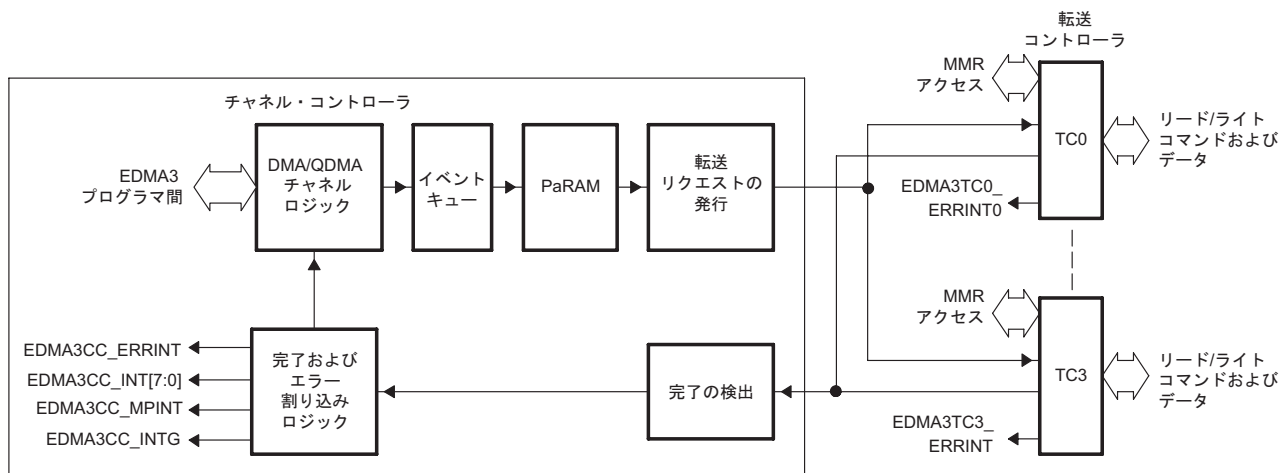 転送
コントローラ
MMR
アクセス
チャネル・コントローラ
EDMA3
プログラマ間
DMA/QDMA
チャネル
ロジック
イベント
キュー
PaRAM
転送
リクエストの
発行
TC0
リード/ライト
コマンドおよび
データ
EDMA3TC0_
ERRINT0
MMR
アクセス
EDMA3CC_ERRINT
EDMA3CC_INT[7:0]
EDMA3CC_MPINT
EDMA3CC_INTG
完了および
エラー
割り込み
ロジック
完了の検出
TC3
リード/ライト
コマンドおよび
データ
EDMA3TC3_
ERRINT